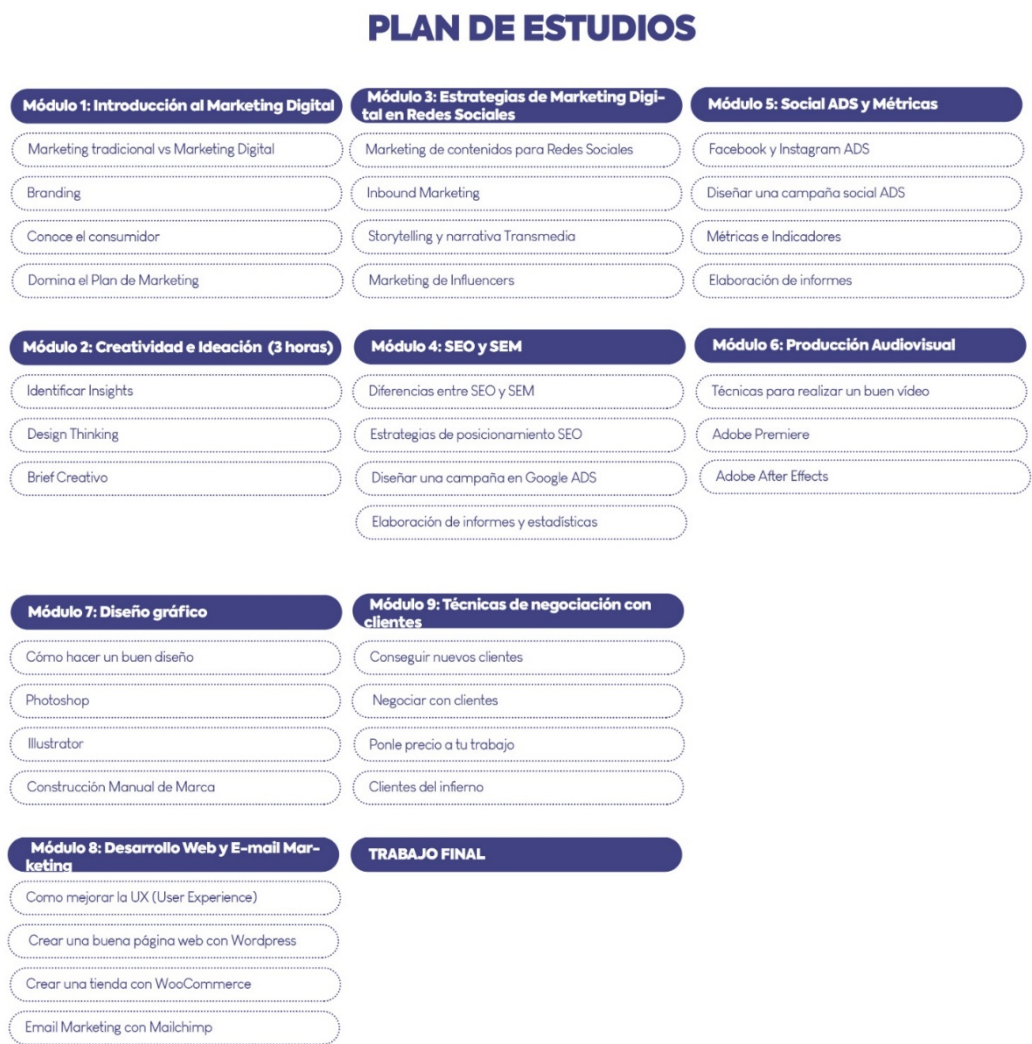 PLAN DE ESTUDIOS
Módulo 1: Introducción al Marketing Digital
Marketing tradicional vs Marketing Digital
Branding
Conoce el consumidor
Domina el Plan de Marketing
Módulo 2: Creatividad e Ideación (3 horas)
Identificar Insights
Design Thinking
Brief Creativo
Módulo 3: Estrategias de Marketing Digi-
tal en Redes Sociales
Marketing de contenidos para Redes Sociales
Inbound Marketing
Storytelling y narrativa Transmedia
Marketing de Influencers
Módulo 4: SEO y SEM
Diferencias entre SEO y SEM
Estrategias de posicionamiento SEO
Diseñar una campaña en Google ADS
Elaboración de informes y estadísticas
Módulo 5: Social ADS y Métricas
Facebook y Instagram ADS
Diseñar una campaña social ADS
Métricas e Indicadores
Elaboración de informes
Módulo 6: Producción Audiovisual
Técnicas para realizar un buen vídeo
Adobe Premiere
Adobe After Effects
Módulo 7: Diseño gráfico
Cómo hacer un buen diseño
Photoshop
Illustrator
Construcción Manual de Marca
Módulo 8: Desarrollo Web y E-mail Mar-
keting
Como mejorar la UX (User Experience)
Crear una buena página web con Wordpress
Crear una tienda con WooCommerce
Email Marketing con Mailchimp
Módulo 9: Técnicas de negociación con
clientes
Conseguir nuevos clientes
Negociar con clientes
Ponle precio a tu trabajo
Clientes del infierno
TRABAJO FINAL